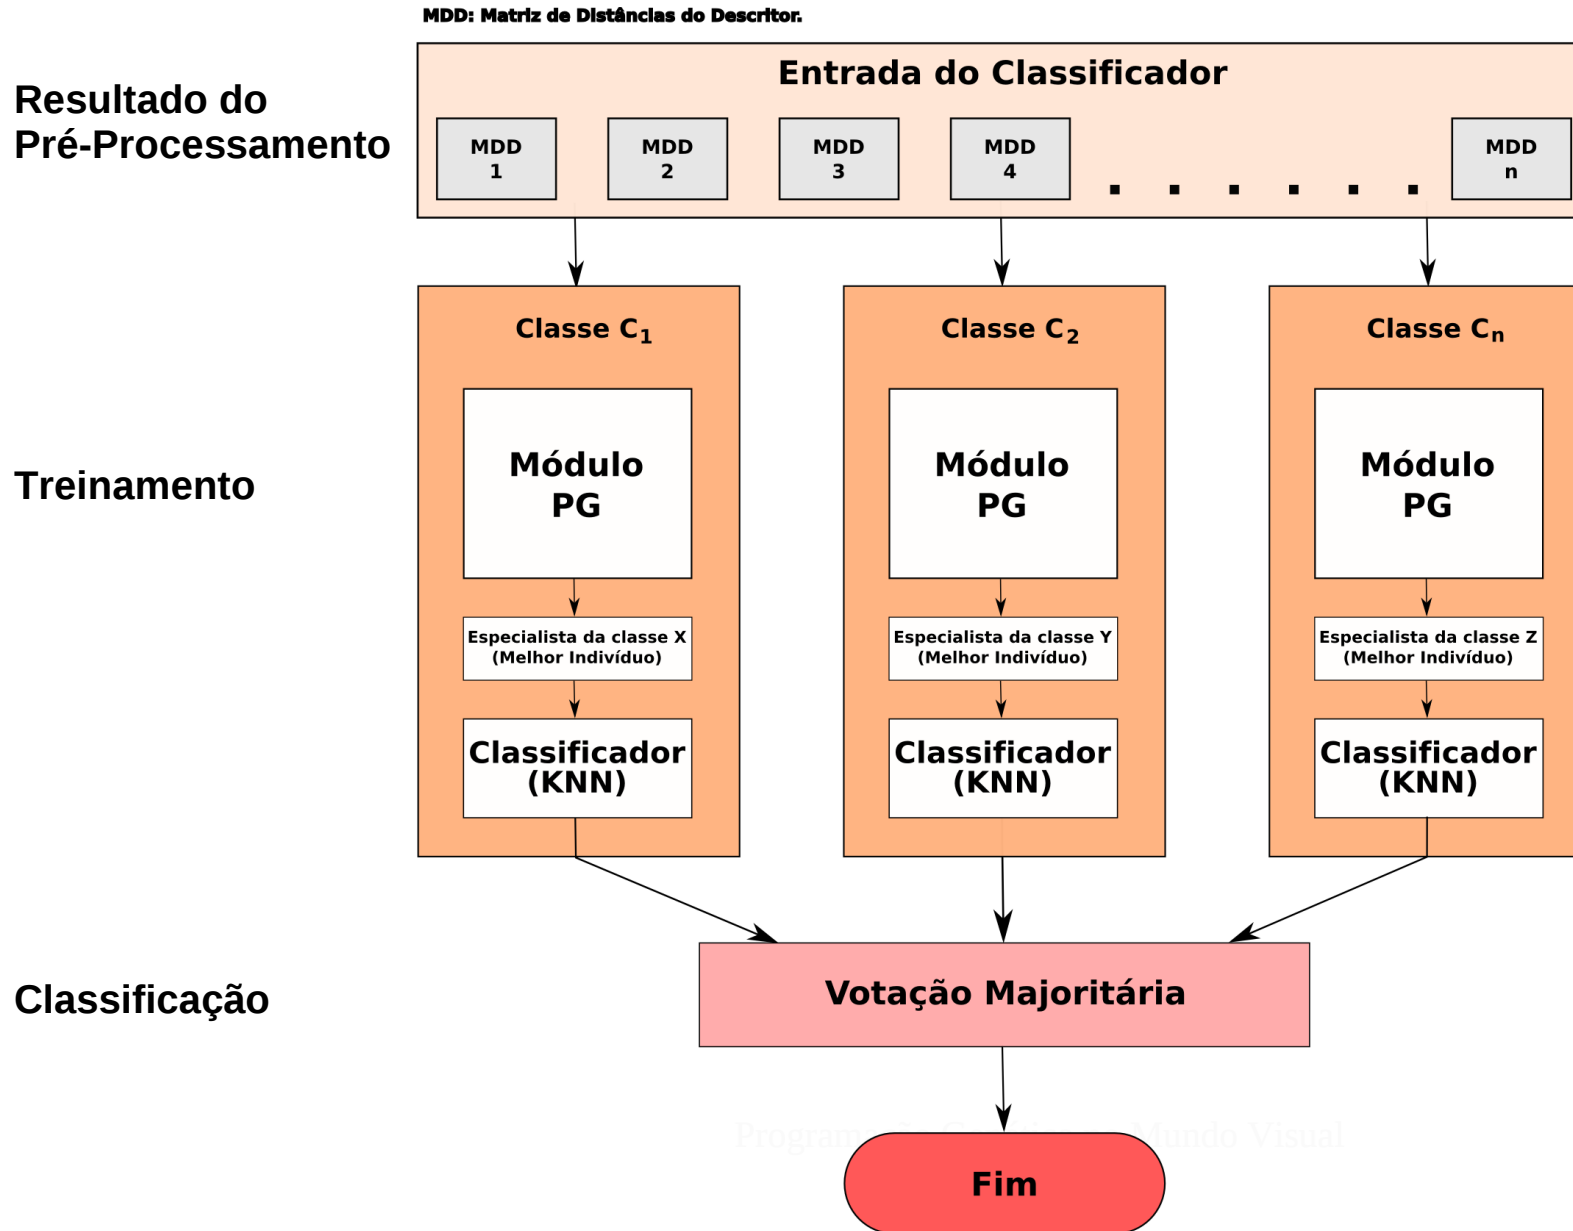 MDD: Matriz de Distâncias do Descritor.
Resultado do
Pré-Processamento
Entrada do Classificador
MDD
1
MDD
2
MDD
3
MDD
4
. . . . . .
MDD
n
Treinamento
Classe C1
Módulo
PG
Especialista da classe X
(Melhor Indivíduo)
Classificador
(KNN)
Classe C2
Módulo
PG
Especialista da classe Y
(Melhor Indivíduo)
Classificador
(KNN)
Classe Cn
Módulo
PG
Especialista da classe Z
(Melhor Indivíduo)
Classificador
(KNN)
Classificação
Votação Majoritária
Mundo Visual
Fim